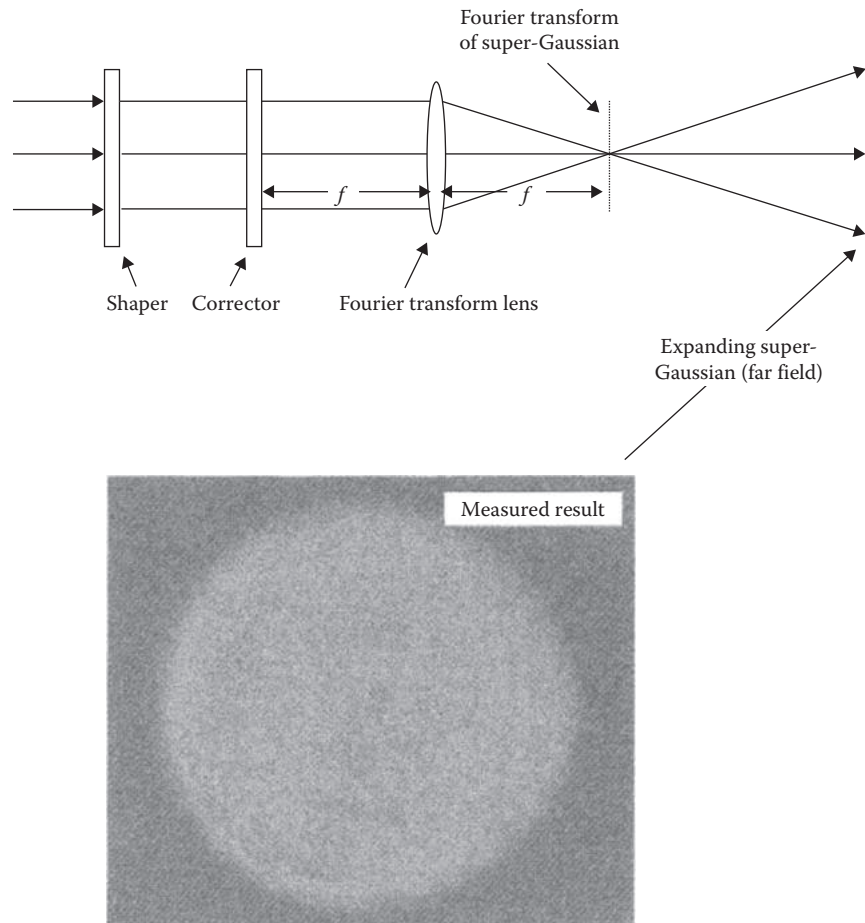 Fourier transform
of super-Gaussian
f
f
Shaper
Corrector
Fourier transform lens
Expanding super-
Gaussian (far field)
Measured result